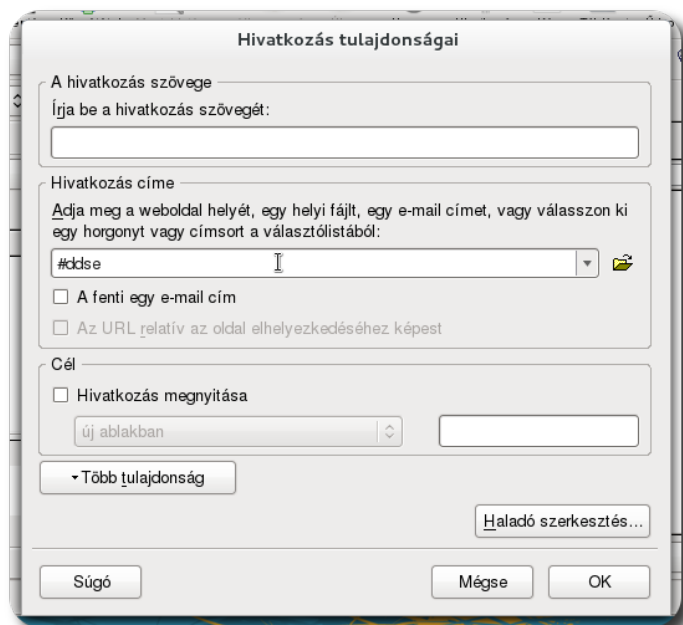 Hivatkozás tulajdonságai
A hivatkozás szövege
Írja be a hivatkozás szövegét:
Hivatkozás címe
Adja meg a weboldal helyét, egy helyi fájlt, egy e-mail címet, vagy válasszon ki
egy horgonyt vagy címsort a választólistából:
#ddse
A fenti egy e-mail cím
Az URL relatív az oldal elhelyezkedéséhez képest
Cél
Hivatkozás megnyitása
új ablakban
Több tulajdonság
Haladó szerkesztés...
Súgó
Mégse
OK